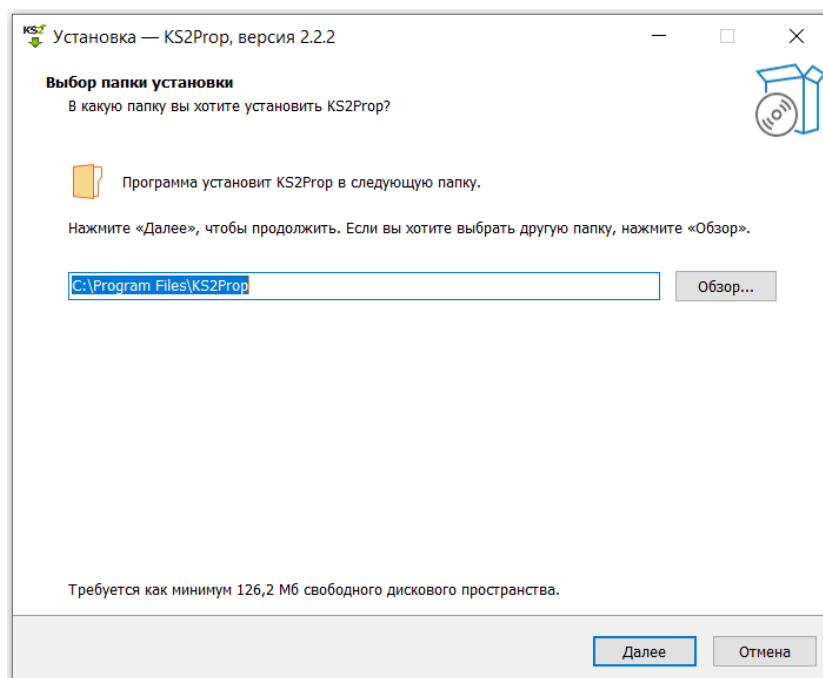 KS2
Установка — KS2Prop, версия 2.2.2
Выбор папки установки
В какую папку вы хотите установить KS2Prop?
Программа установит KS2Prop в следующую папку.
Нажмите «Далее», чтобы продолжить. Если вы хотите выбрать другую папку, нажмите «Обзор».
C:\Program Files\KS2Prop
Обзор...
Требуется как минимум 126,2 Мб свободного дискового пространства.
Далее
Отмена